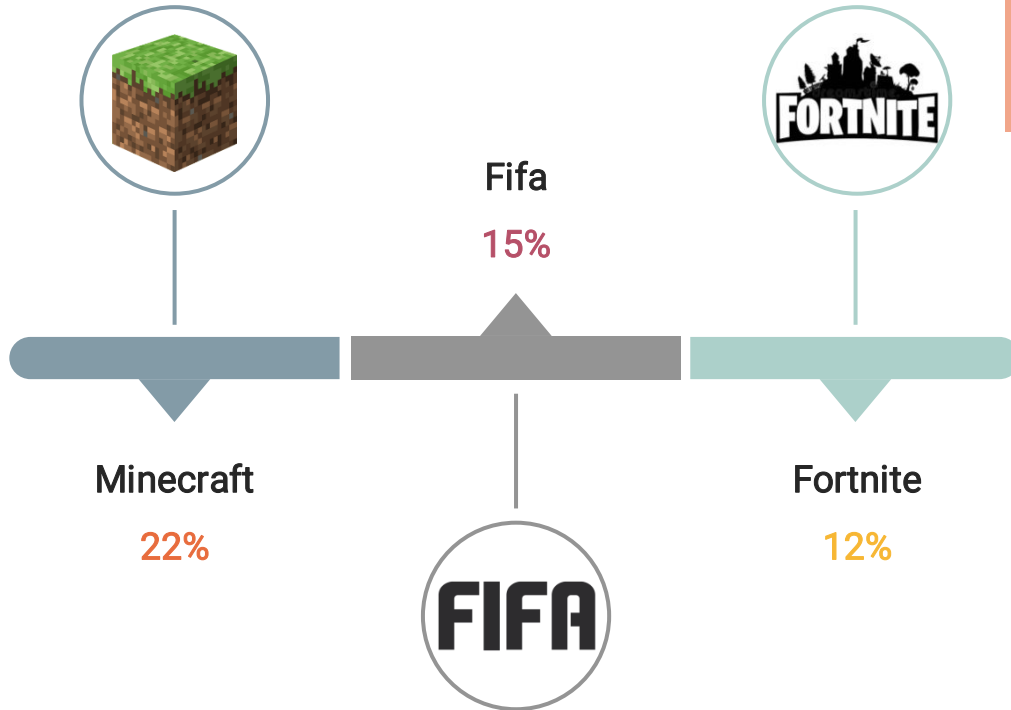 FORTNITE
Fifa
15%
Minecraft
22%
Fortnite
12%
FIFA